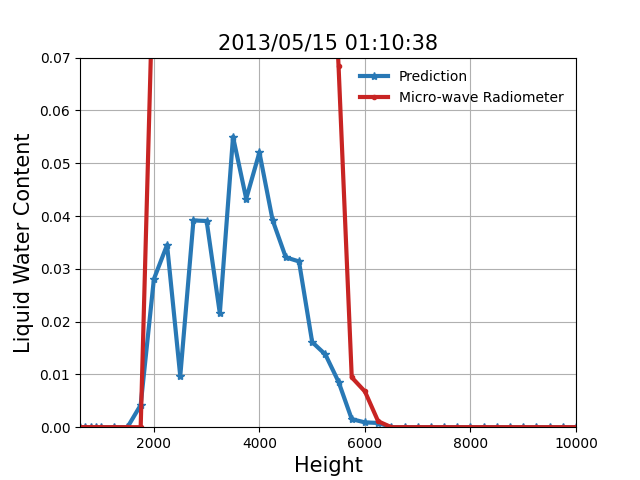 2013/05/15 01:10:38
0.07
0.06
0.05
0.04
0.03
0.02
0.01
0.00
Liquid Water Content
Prediction
Micro-wave Radiometer
2000 4000 6000 8000 10000
Height